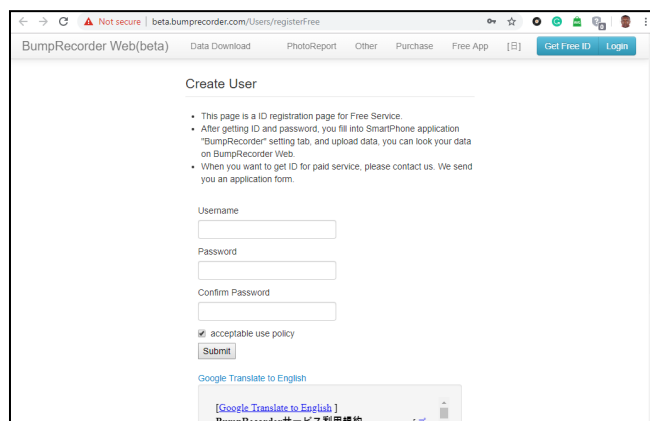 Not secure | beta.bumprecorder.com/Users/registerFree
BumpRecorder Web(beta) Data Download PhotoReport Other Purchase Free App [日] Get Free ID Login
Create User
• This page is a ID registration page for Free Service.
• After getting ID and password, you fill into SmartPhone application
"BumpRecorder" setting tab, and upload data, you can look your data
on BumpRecorder Web.
• When you want to get ID for paid service, please contact us. We send
you an application form.
Username
Password
Confirm Password
acceptable use policy
Submit
Google Translate to English
[Google Translate to English ]
BumpRecorderサービス利用規約